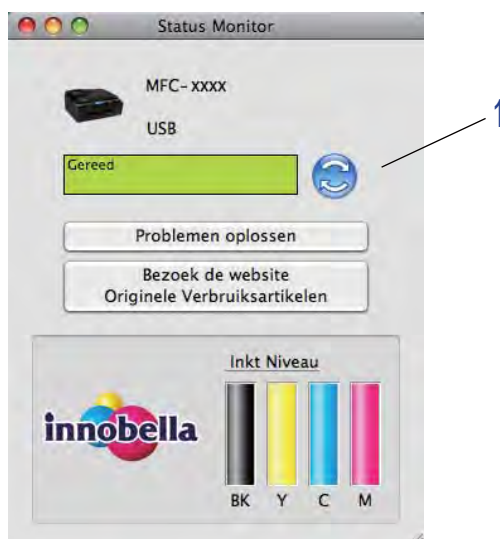 Status Monitor
MFC-xxxx
USB
Gereed
1
Problemen oplossen
Bezoek de website
Originele Verbruiksartikelen
Inkt Niveau
innobella
BK Y C M